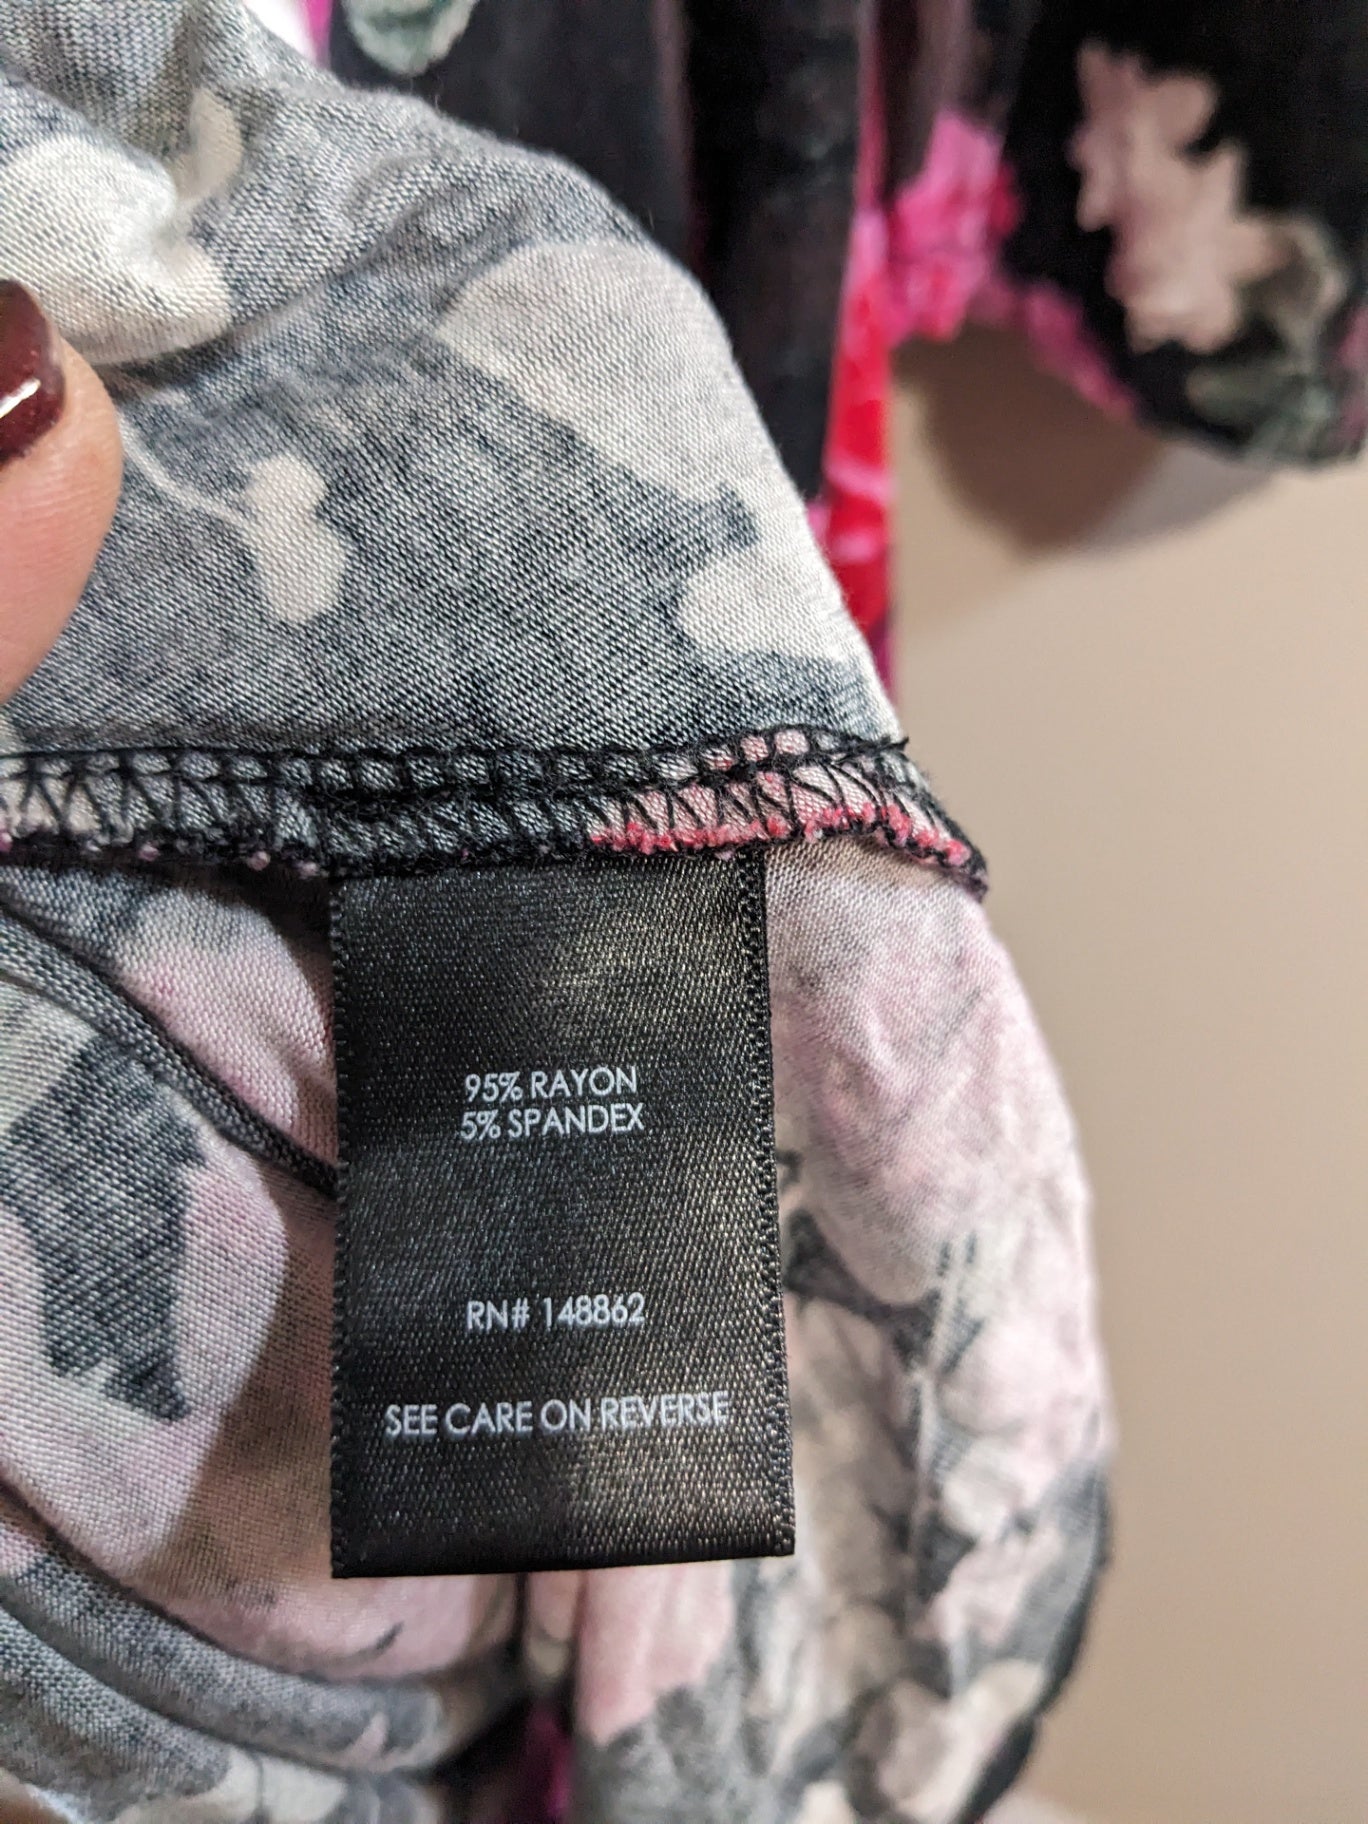 95% RAYON
5% SPANDEX
RN# 148862
SEE CARE ON REVERSE